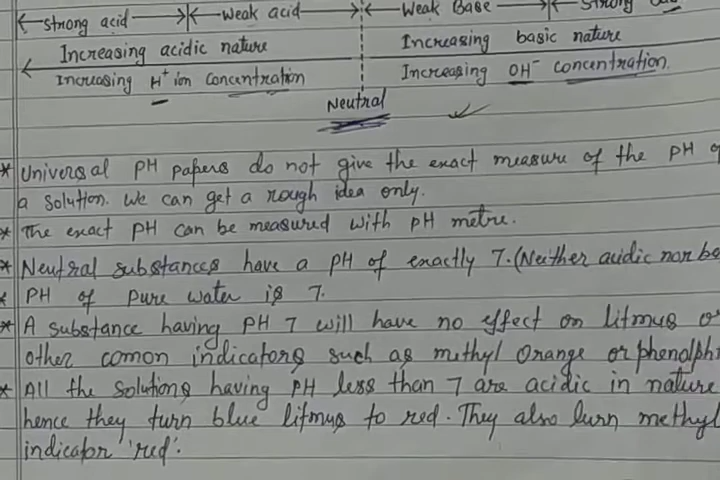 strong acid weak acid Weak Base Strong
Increasing acidic nature Increasing basic nature
Increasing H+ ion concentration Increasing OH- concentration.
Neutral
* Universal PH papers do not give the exact measure of the PH of
a solution. We can get a rough idea only.
* The exact PH can be measured with PH metre.
* Neutral substances have a PH of exactly 7. (Neither acidic nor ba
* PH of pure water is 7.
* A substance having PH 7 will have no effect on litmus or
other comon indicators such as methyl Orange or phenolph
* All the solutions having PH less than 7 are acidic in nature
hence they turn blue litmus to red. They also turn methyl
indicator 'red'.